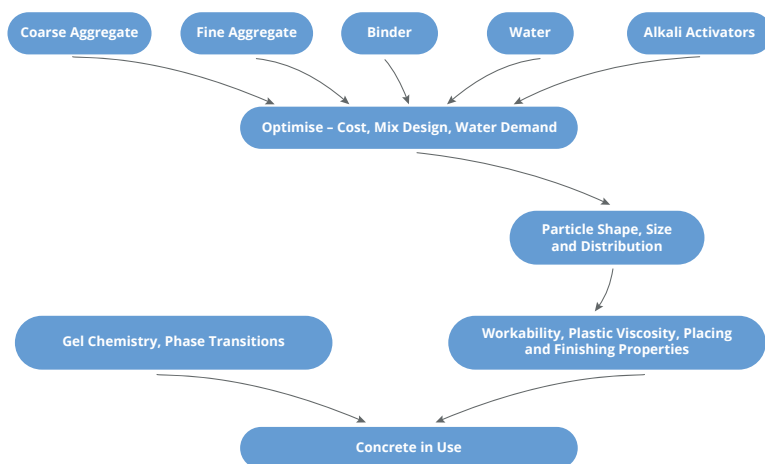 Coarse Aggregate
Fine Aggregate
Binder
Water
Alkali Activators
Optimise – Cost, Mix Design, Water Demand
Particle Shape, Size
and Distribution
Gel Chemistry, Phase Transitions
Workability, Plastic Viscosity, Placing
and Finishing Properties
Concrete in Use